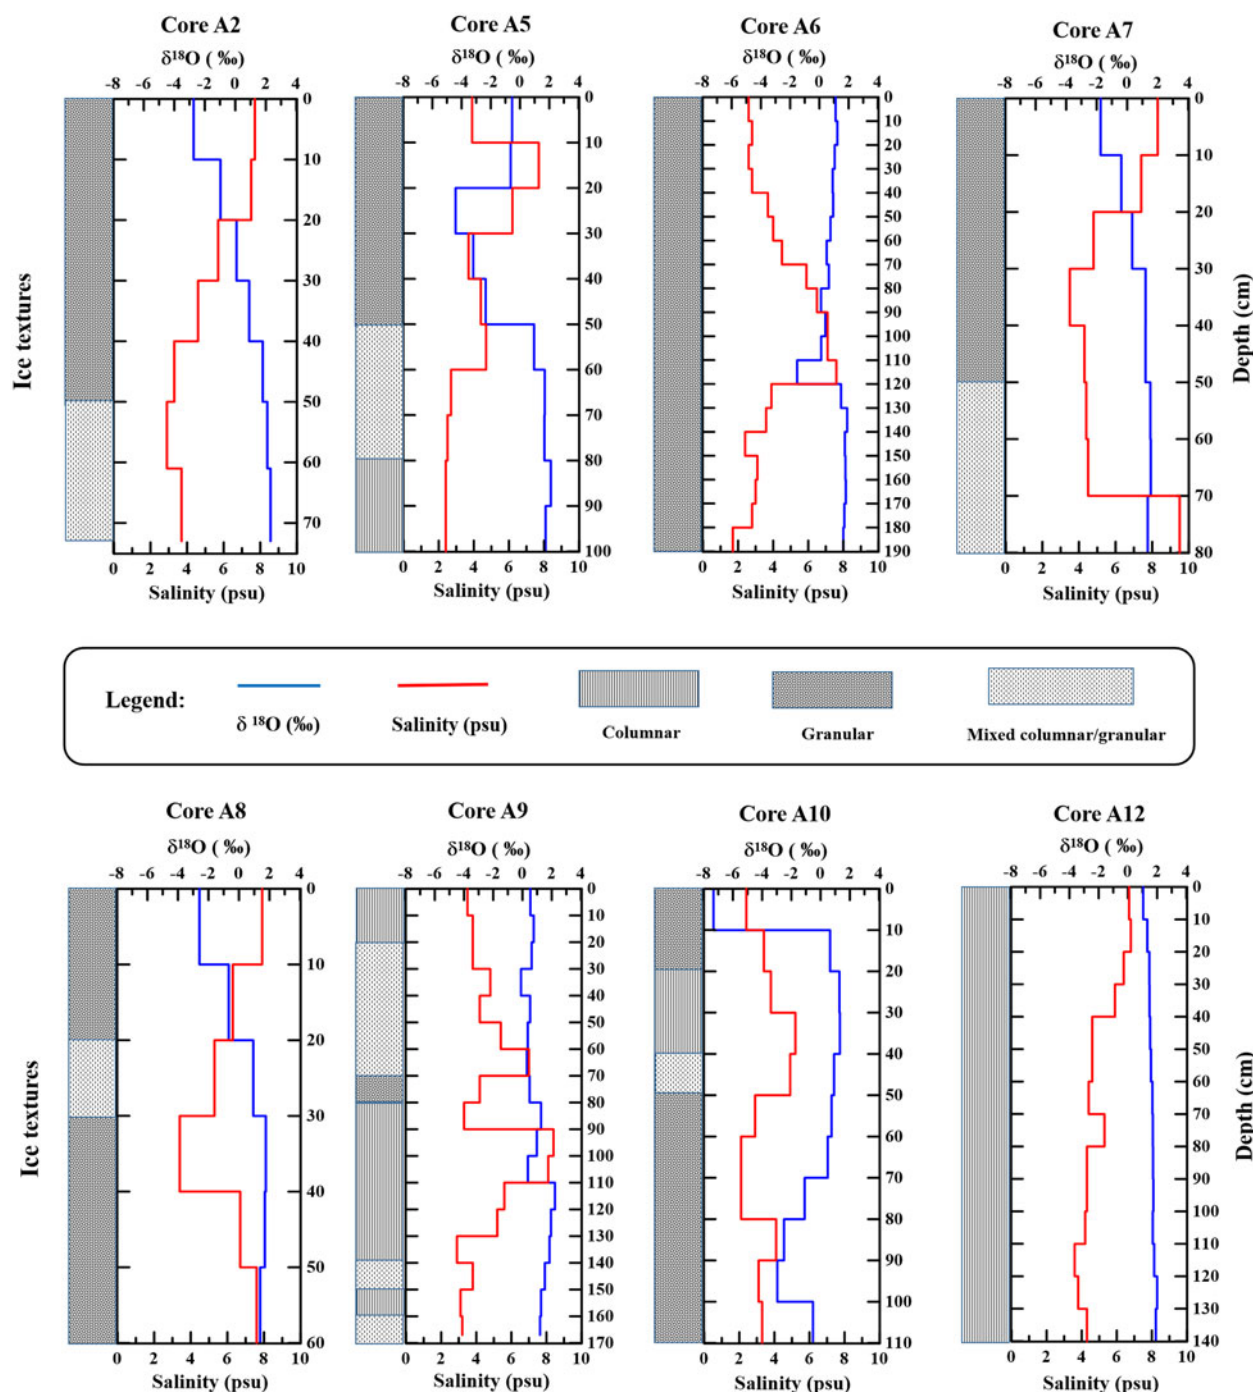 Core A2
Core A5
Core A6
Core A7
δ¹⁸O ( ‰)
δ¹⁸O ( ‰)
δ¹⁸O ( ‰)
δ¹⁸O ( ‰)
-8 -6 -4 -2 0 2 4
-8 -6 -4 -2 0 2 4
-8 -6 -4 -2 0 2 4
-8 -6 -4 -2 0 2 4
Ice textures
0
10
20
30
40
50
60
70
0
10
20
30
40
50
60
70
80
90
100
0
10
20
30
40
50
60
70
80
90
100
110
120
130
140
150
160
170
180
190
0
10
20
30
40
50
60
70
80
Depth (cm)
0 2 4 6 8 10
0 2 4 6 8 10
0 2 4 6 8 10
0 2 4 6 8 10
Salinity (psu)
Salinity (psu)
Salinity (psu)
Salinity (psu)
Legend:
δ ¹⁸O (‰)
Salinity (psu)
Columnar
Granular
Mixed columnar/granular
Core A8
Core A9
Core A10
Core A12
δ¹⁸O ( ‰)
δ¹⁸O ( ‰)
δ¹⁸O ( ‰)
δ¹⁸O ( ‰)
-8 -6 -4 -2 0 2 4
-8 -6 -4 -2 0 2 4
-8 -6 -4 -2 0 2 4
-8 -6 -4 -2 0 2 4
Ice textures
0
10
20
30
40
50
60
0
10
20
30
40
50
60
70
80
90
100
110
120
130
140
150
160
170
0
10
20
30
40
50
60
70
80
90
100
110
0
10
20
30
40
50
60
70
80
90
100
110
120
130
140
Depth (cm)
0 2 4 6 8 10
0 2 4 6 8 10
0 2 4 6 8 10
0 2 4 6 8 10
Salinity (psu)
Salinity (psu)
Salinity (psu)
Salinity (psu)